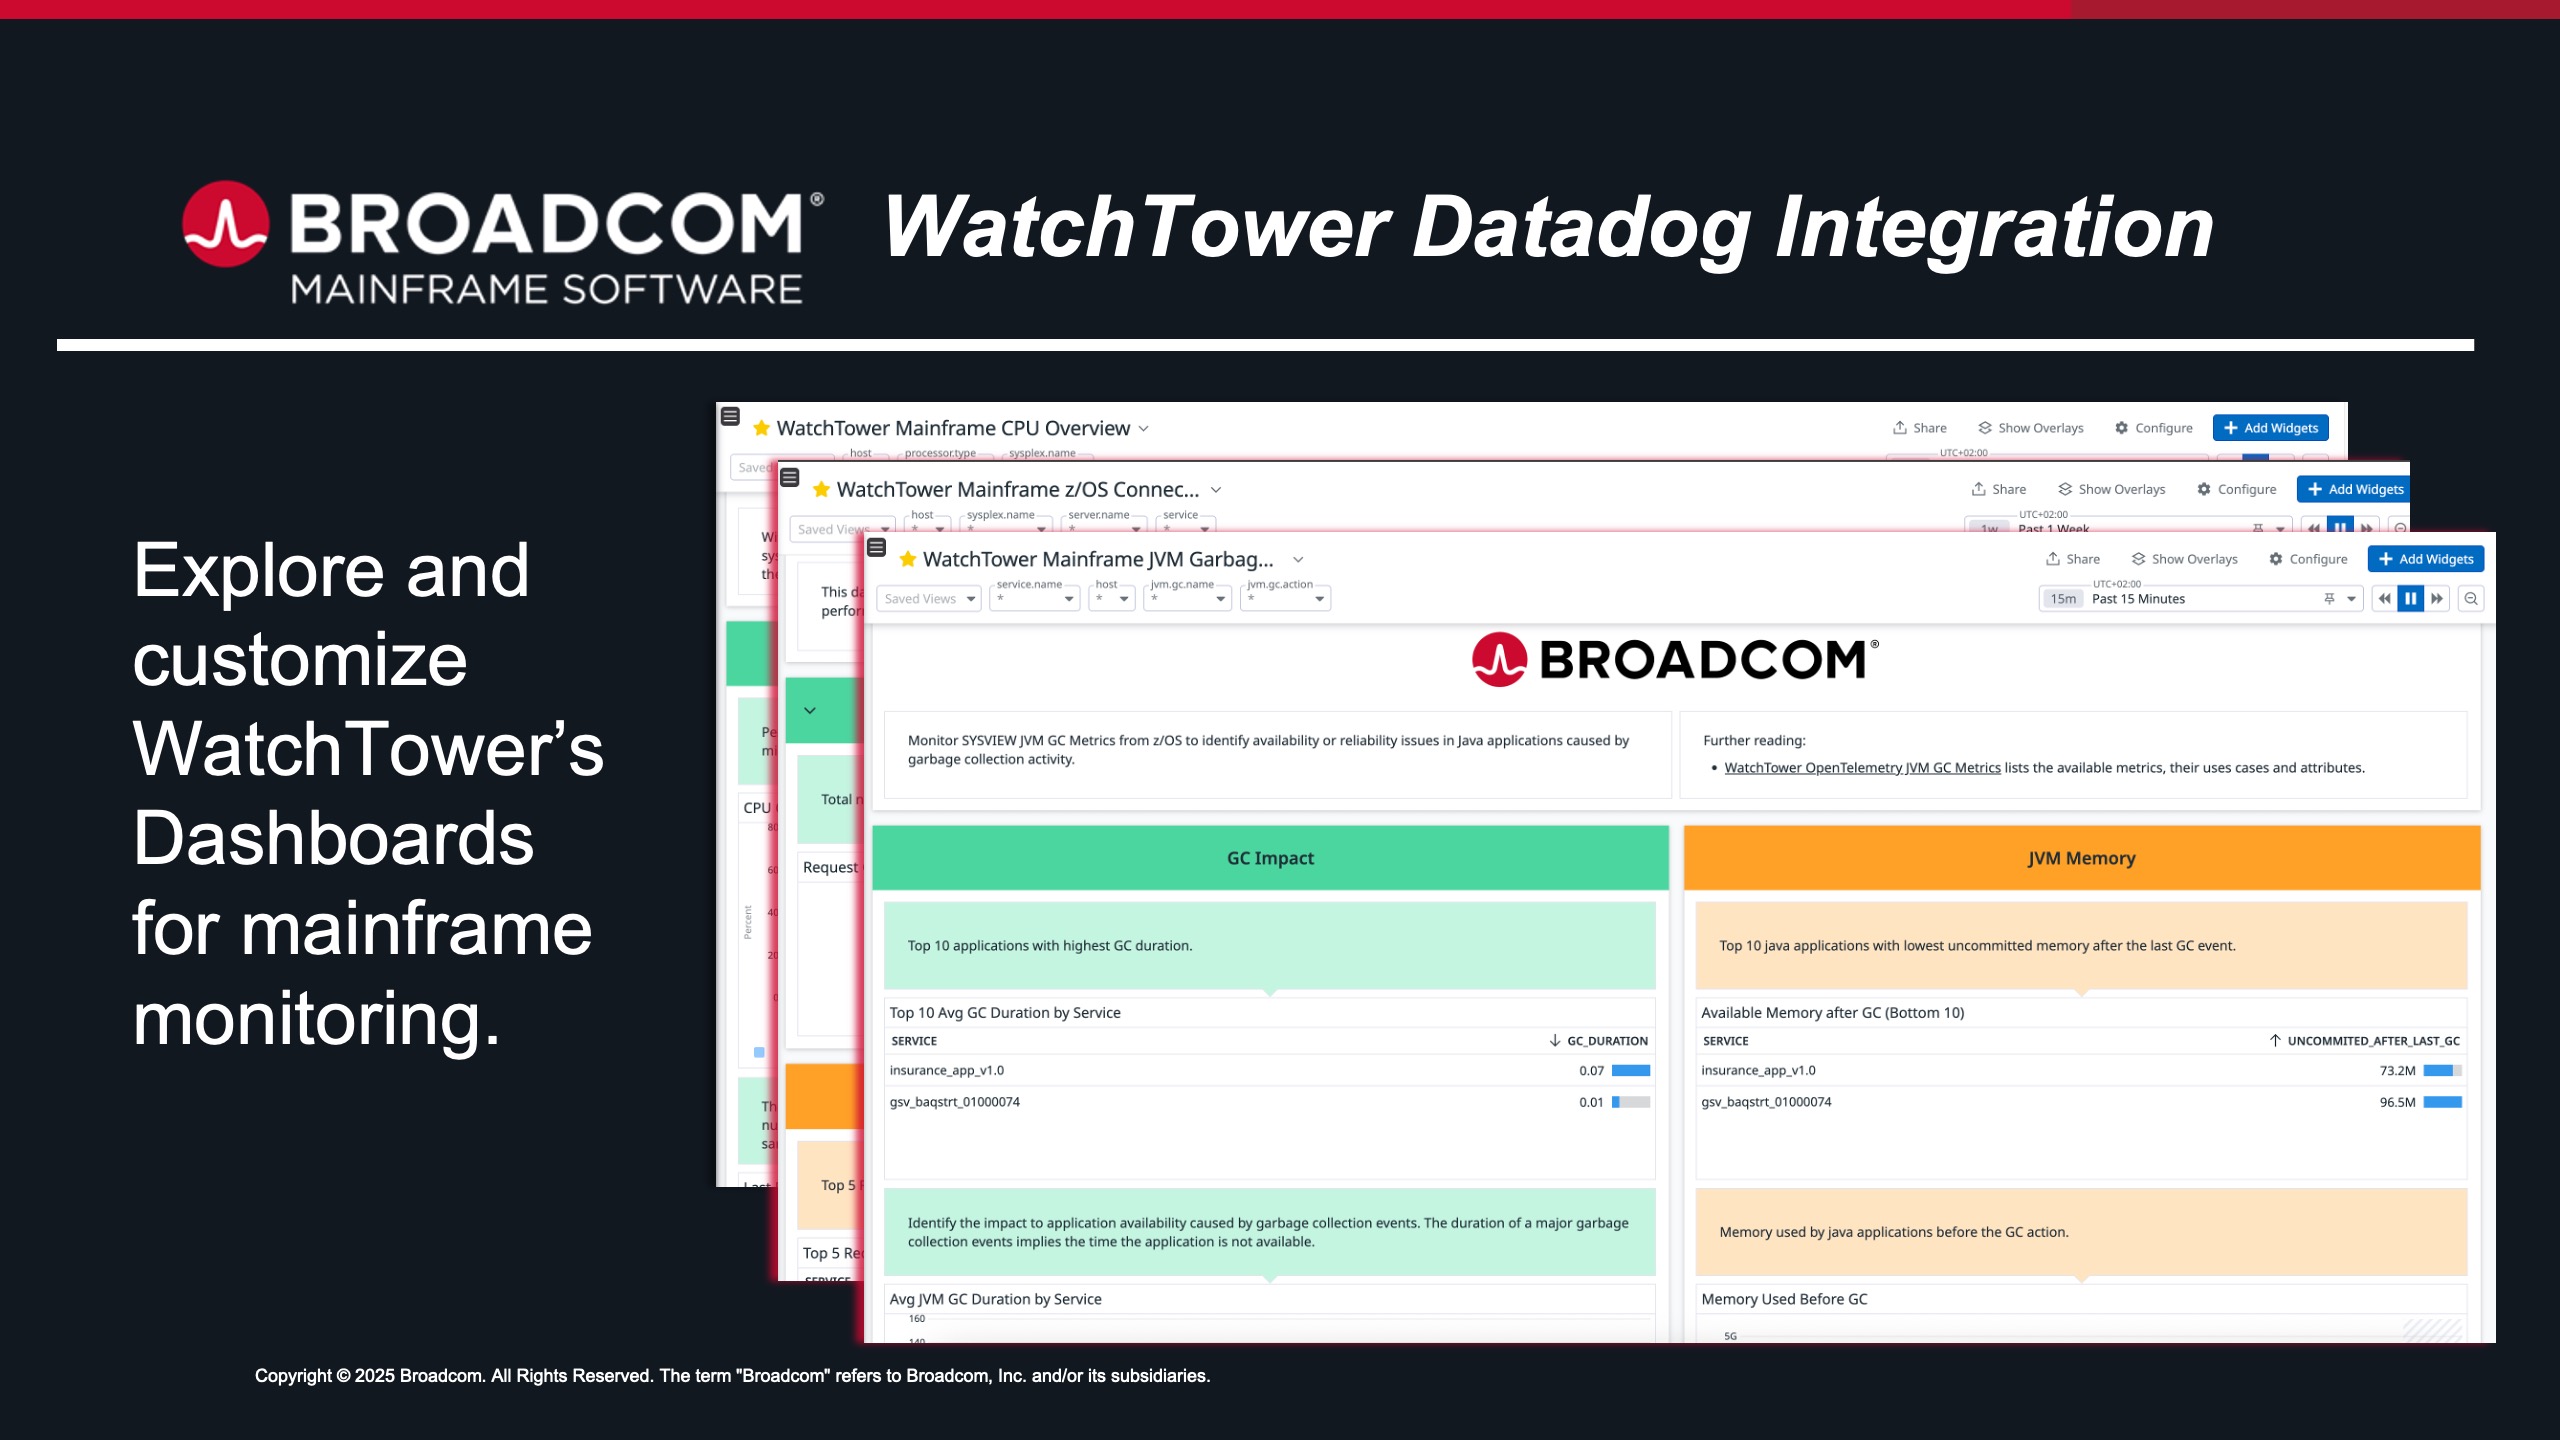 BROADCOM®
MAINFRAME SOFTWARE
WatchTower Datadog Integration
Explore and
customize
WatchTower’s
Dashboards
for mainframe
monitoring.
WatchTower Mainframe CPU Overview
Share
Show Overlays
Configure
+ Add Widgets
host
processor.type
sysplex.name
UTC+02:00
Saved
CPU
80
60
40
20
0
Percent
WatchTower Mainframe z/OS Connec...
Share
Show Overlays
Configure
+ Add Widgets
host
sysplex.name
server.name
service
UTC+02:00
Saved Views
*
*
*
*
1w Past 1 Week
This
Total
Request
Top 5
Top 5
SERVICE
WatchTower Mainframe JVM Garbag...
Share
Show Overlays
Configure
+ Add Widgets
service.name
host
jvm.gc.name
jvm.gc.action
UTC+02:00
Saved Views
*
*
*
*
15m Past 15 Minutes
BROADCOM®
Monitor SYSVIEW JVM GC Metrics from z/OS to identify availability or reliability issues in Java applications caused by
garbage collection activity.
Further reading:
• WatchTower OpenTelemetry JVM GC Metrics lists the available metrics, their uses cases and attributes.
GC Impact
Top 10 applications with highest GC duration.
Top 10 Avg GC Duration by Service
SERVICE ↓ GC_DURATION
insurance_app_v1.0 0.07
gsv_baqstrt_01000074 0.01
Identify the impact to application availability caused by garbage collection events. The duration of a major garbage
collection events implies the time the application is not available.
Avg JVM GC Duration by Service
160
140
JVM Memory
Top 10 java applications with lowest uncommitted memory after the last GC event.
Available Memory after GC (Bottom 10)
SERVICE ↑ UNCOMMITED_AFTER_LAST_GC
insurance_app_v1.0 73.2M
gsv_baqstrt_01000074 96.5M
Memory used by java applications before the GC action.
Memory Used Before GC
5G
Copyright © 2025 Broadcom. All Rights Reserved. The term "Broadcom" refers to Broadcom, Inc. and/or its subsidiaries.